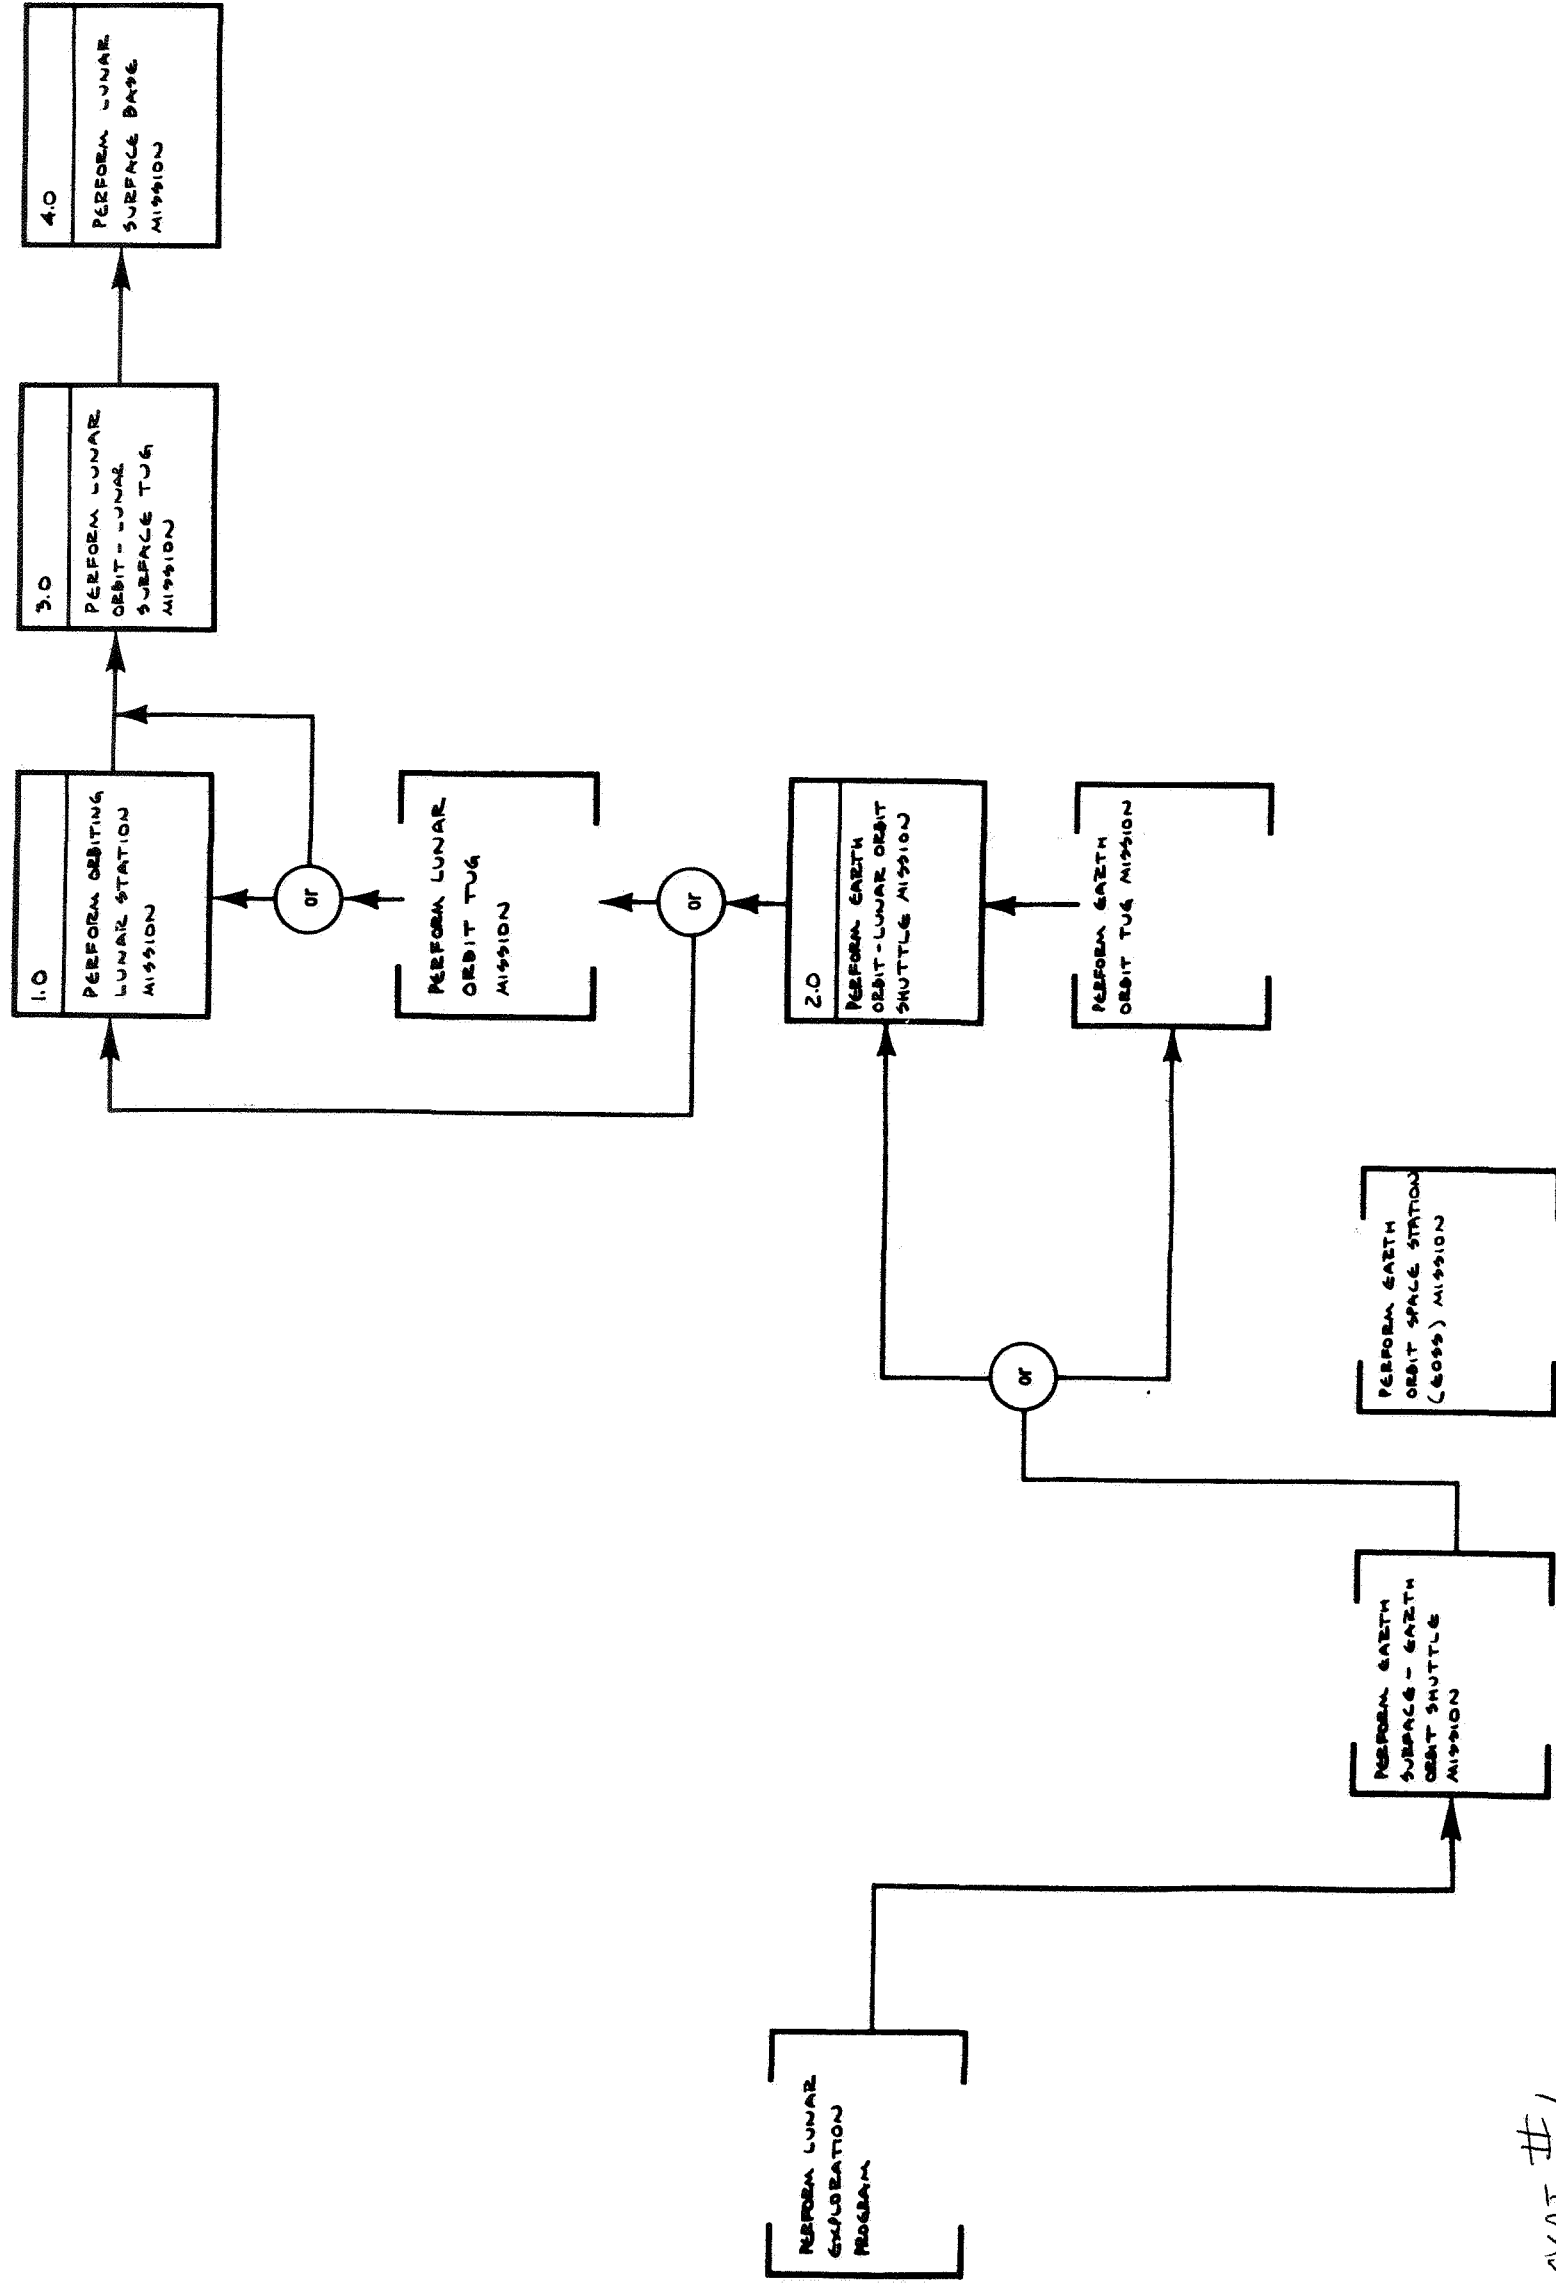 PERFORM LUNAR
EXPLORATION
PROGRAM
PERFORM EARTH
SURFACE - EARTH
ORBIT SHUTTLE
MISSION
PERFORM EARTH
ORBIT SPACE STATION
(EOSS) MISSION
or
PERFORM EARTH
ORBIT TUG MISSION
2.0
PERFORM EARTH
ORBIT - LUNAR ORBIT
SHUTTLE MISSION
or
PERFORM LUNAR
ORBIT TUG
MISSION
or
1.0
PERFORM ORBITING
LUNAR STATION
MISSION
3.0
PERFORM LUNAR
ORBIT - LUNAR
SURFACE TUG
MISSION
4.0
PERFORM LUNAR
SURFACE BASE
MISSION
#1